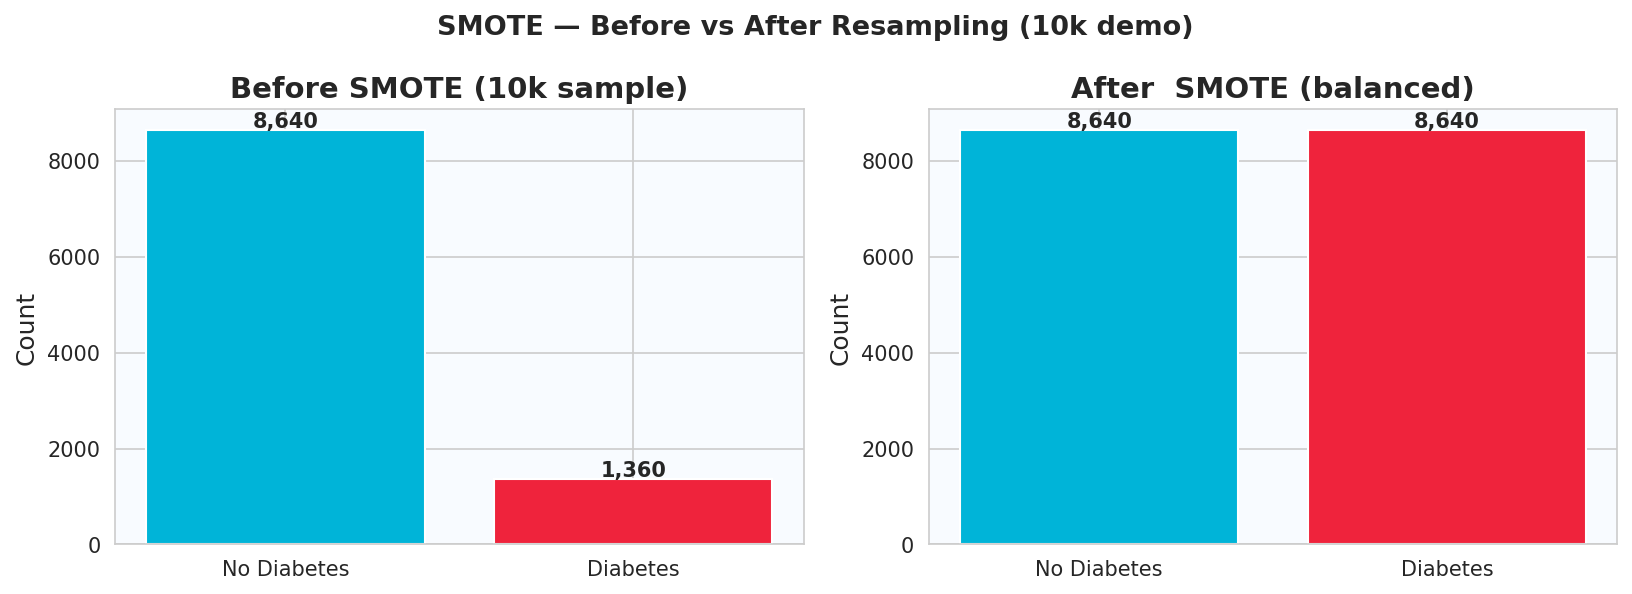 SMOTE — Before vs After Resampling (10k demo)
Before SMOTE (10k sample)
8,640
1,360
8000
6000
4000
2000
0
Count
No Diabetes
Diabetes
After  SMOTE (balanced)
8,640
8,640
8000
6000
4000
2000
0
Count
No Diabetes
Diabetes